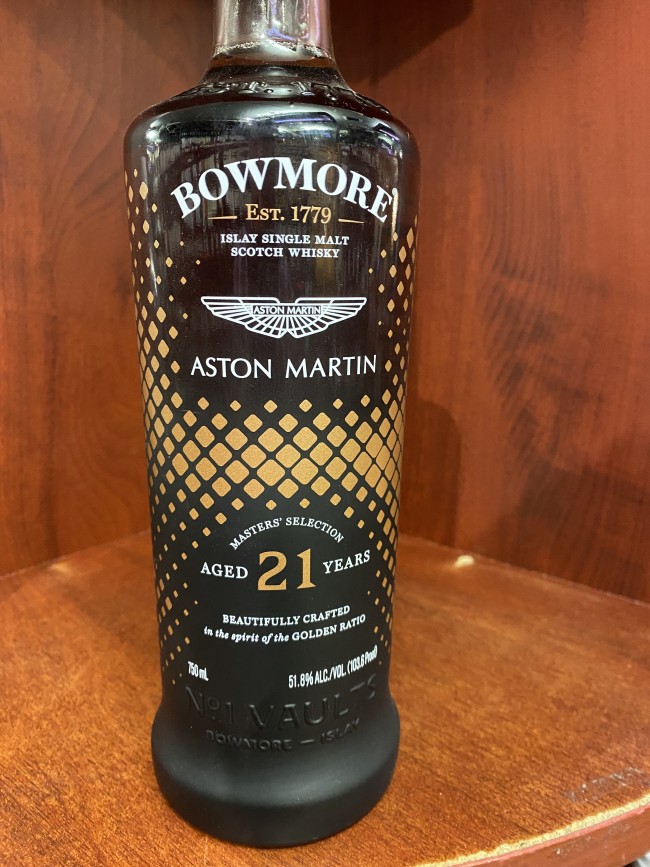 BOWMORE
Est. 1779
ISLAY SINGLE MALT
SCOTCH WHISKY
ASTON MARTIN
ASTON MARTIN
MASTERS' SELECTION
AGED 21 YEARS
BEAUTIFULLY CRAFTED
in the spirit of the GOLDEN RATIO
750 mL 51.8% ALC./VOL. (103.6 Proof)
No1 VAULTS
BOWMORE — ISLAY